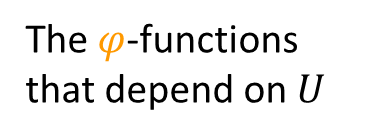 The φ-functions
that depend on U